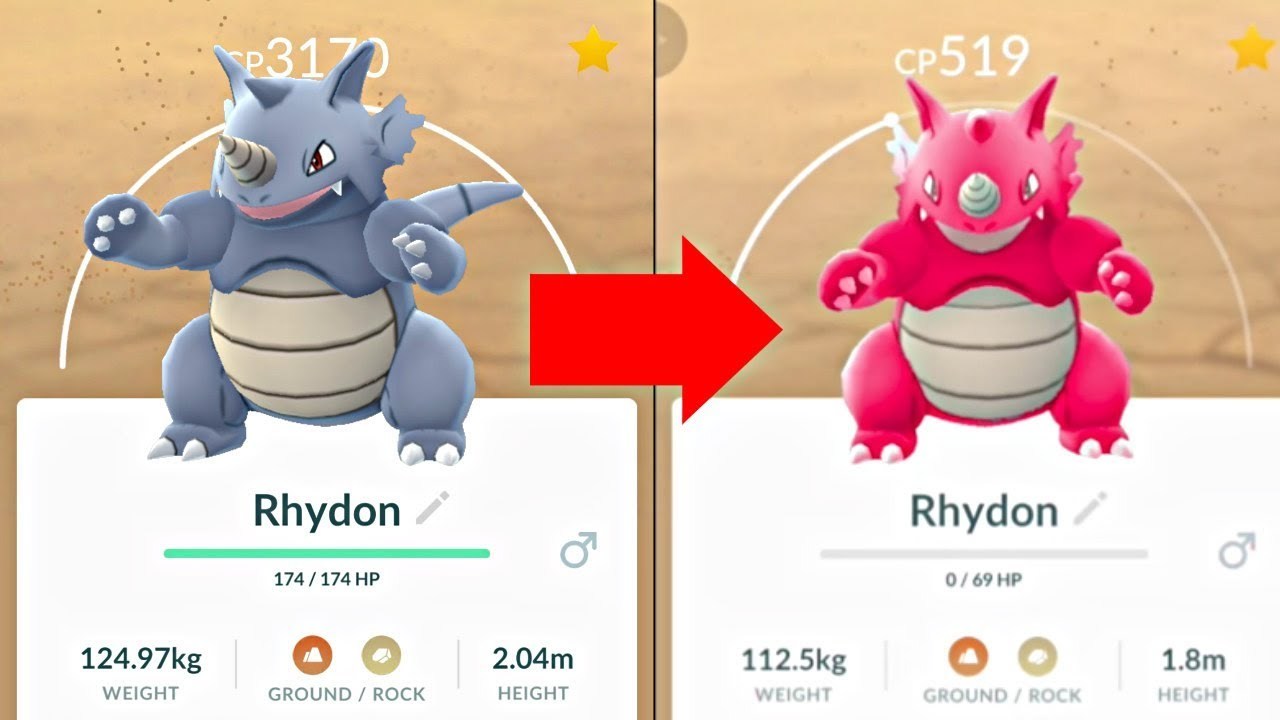 CP3170
Rhydon
174 / 174 HP
124.97kg
WEIGHT
GROUND / ROCK
2.04m
HEIGHT
CP519
Rhydon
0 / 69 HP
112.5kg
WEIGHT
GROUND / ROCK
1.8m
HEIGHT